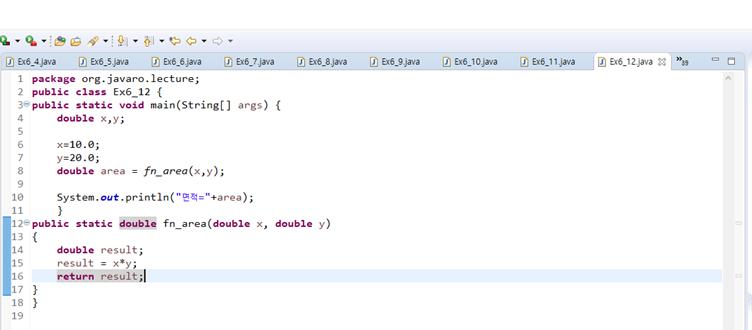 Ex6_4.java Ex6_5.java Ex6_6.java Ex6_7.java Ex6_8.java Ex6_9.java Ex6_10.java Ex6_11.java Ex6_12.java »39
1 package org.javaro.lecture;
2 public class Ex6_12 {
3 public static void main(String[] args) {
4     double x,y;
5
6     x=10.0;
7     y=20.0;
8     double area = fn_area(x,y);
9
10     System.out.println("면적="+area);
11     }
12 public static double fn_area(double x, double y)
13 {
14     double result;
15     result = x*y;
16     return result;
17 }
18 }
19